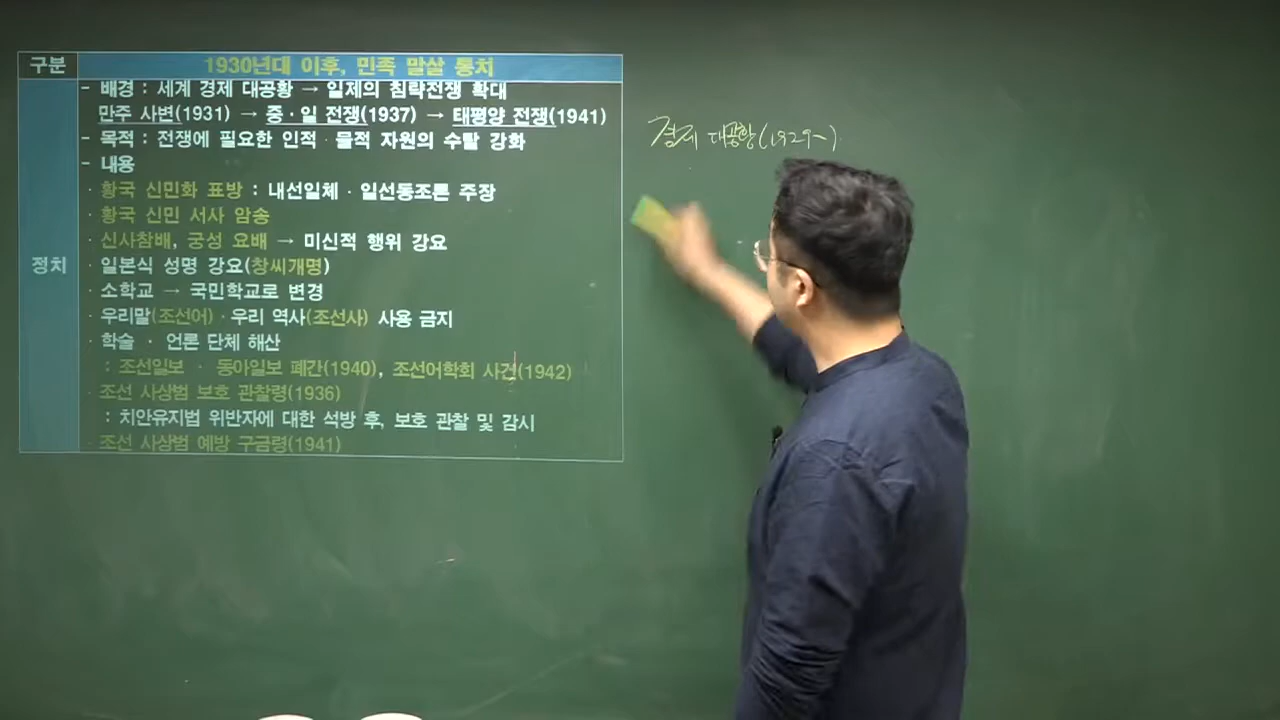 구분
1930년대 이후, 민족 말살 통치
정치
- 배경 : 세계 경제 대공황 → 일제의 침략전쟁 확대
만주 사변(1931) → 중·일 전쟁(1937) → 태평양 전쟁(1941)
- 목적 : 전쟁에 필요한 인적·물적 자원의 수탈 강화
- 내용
· 황국 신민화 표방 : 내선일체 · 일선동조론 주장
· 황국 신민 서사 암송
· 신사참배, 궁성 요배 → 미신적 행위 강요
· 일본식 성명 강요(창씨개명)
· 소학교 → 국민학교로 변경
· 우리말(조선어) · 우리 역사(조선사) 사용 금지
· 학술 · 언론 단체 해산
: 조선일보 · 동아일보 폐간(1940), 조선어학회 사건(1942)
· 조선 사상범 보호 관찰령(1936)
: 치안유지법 위반자에 대한 석방 후, 보호 관찰 및 감시
· 조선 사상범 예방 구금령(1941)
경제 대공황(1929~)